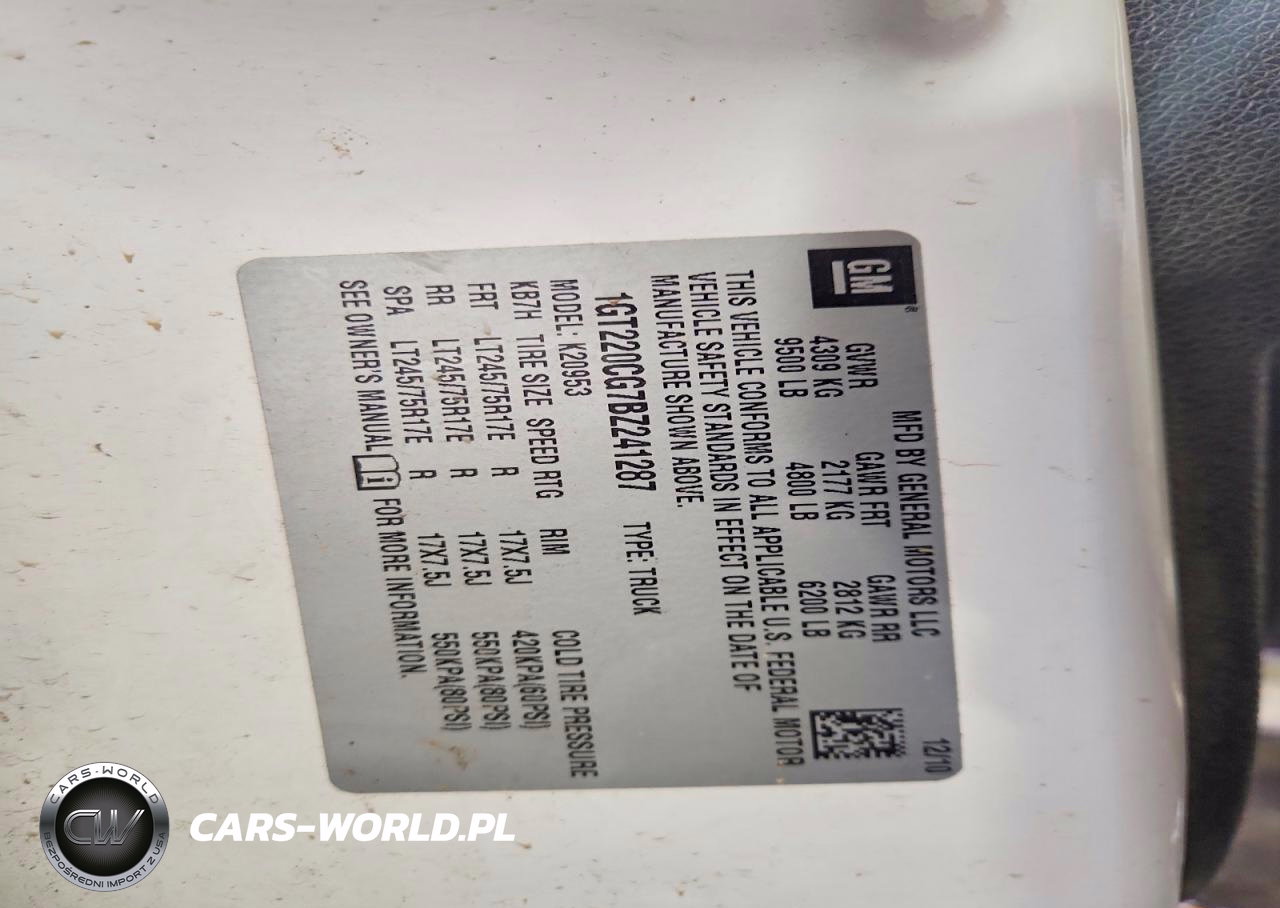 GM
MFD BY GENERAL MOTORS LLC 12/10
GVWR GAWR FRT GAWR RR
4309 KG 2177 KG 2812 KG
9500 LB 4800 LB 6200 LB
THIS VEHICLE CONFORMS TO ALL APPLICABLE U.S. FEDERAL MOTOR
VEHICLE SAFETY STANDARDS IN EFFECT ON THE DATE OF
MANUFACTURE SHOWN ABOVE.
1GT220CG7BZ241287 TYPE: TRUCK
MODEL: K20953
KB7H TIRE SIZE SPEED RTG RIM COLD TIRE PRESSURE
FRT LT245/75R17E R 17X7.5J 420KPA(60PSI)
RR LT245/75R17E R 17X7.5J 550KPA(80PSI)
SPA LT245/75R17E R 17X7.5J 550KPA(80PSI)
SEE OWNER'S MANUAL FOR MORE INFORMATION.
CARS-WORLD
CW
BEZPOŚREDNI IMPORT Z USA
CARS-WORLD.PL